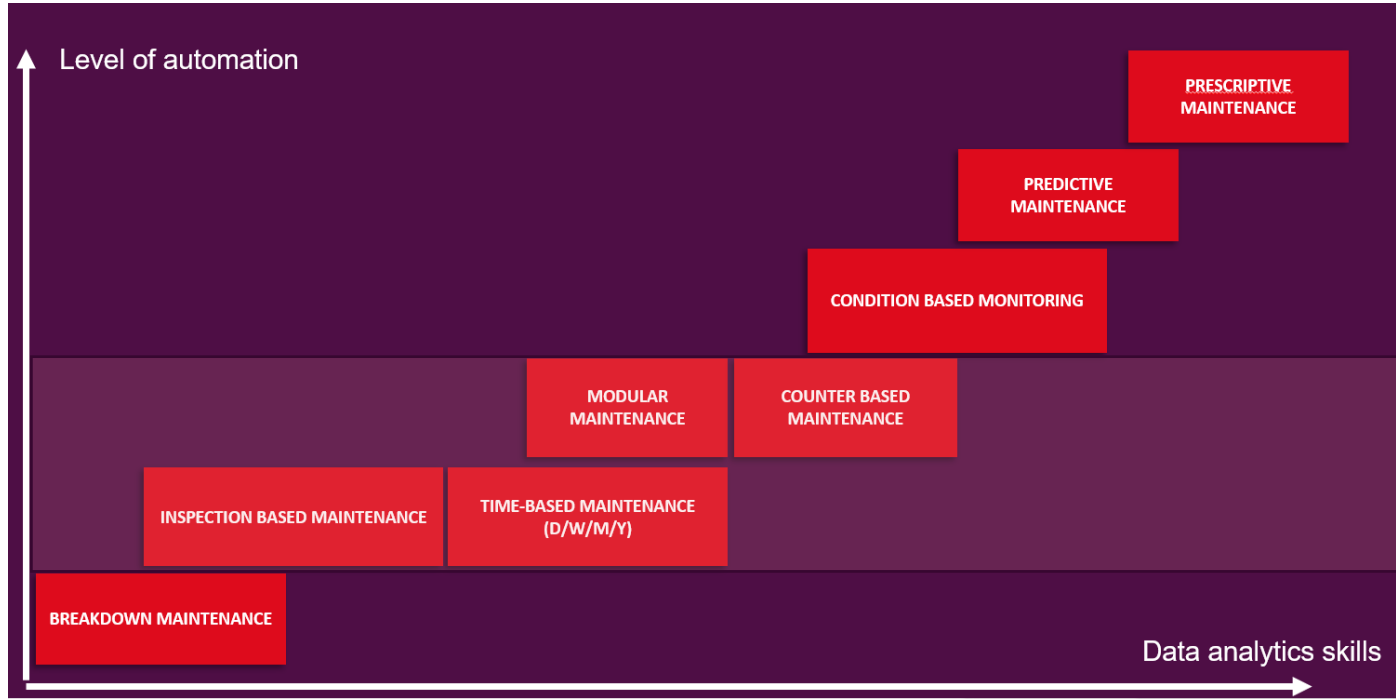 Level of automation
PRESCRIPTIVE
MAINTENANCE
PREDICTIVE
MAINTENANCE
CONDITION BASED MONITORING
MODULAR
MAINTENANCE
COUNTER BASED
MAINTENANCE
INSPECTION BASED MAINTENANCE
TIME-BASED MAINTENANCE
(D/W/M/Y)
BREAKDOWN MAINTENANCE
Data analytics skills